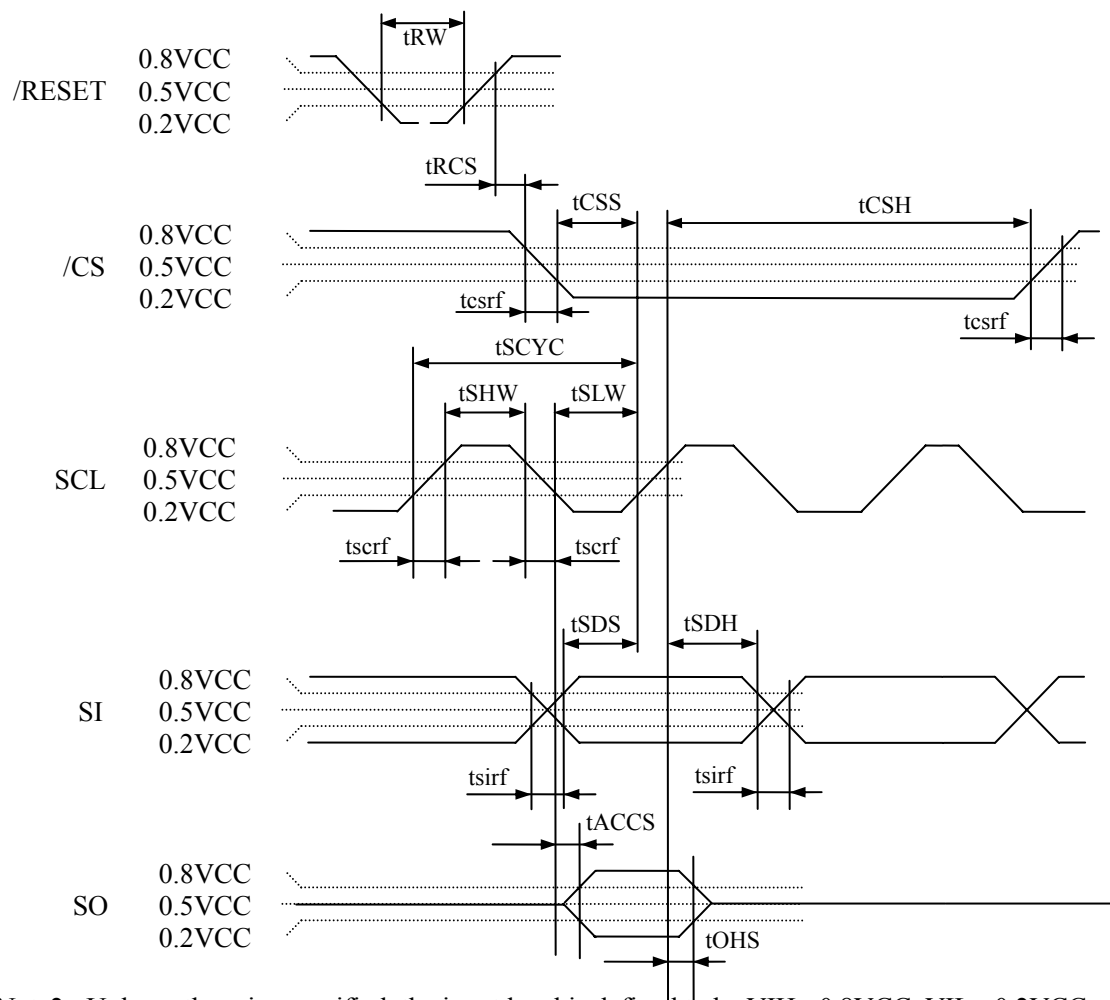 tRW
0.8VCC
/RESET 0.5VCC
0.2VCC
tRCS
tCSS tCSH
0.8VCC
/CS 0.5VCC
0.2VCC
tcsrf tcsrf
tSCYC
tSHW tSLW
0.8VCC
SCL 0.5VCC
0.2VCC
tscrf tscrf
tSDS tSDH
0.8VCC
SI 0.5VCC
0.2VCC
tsirf tsirf
tACCS
0.8VCC
SO 0.5VCC
0.2VCC
tOHS